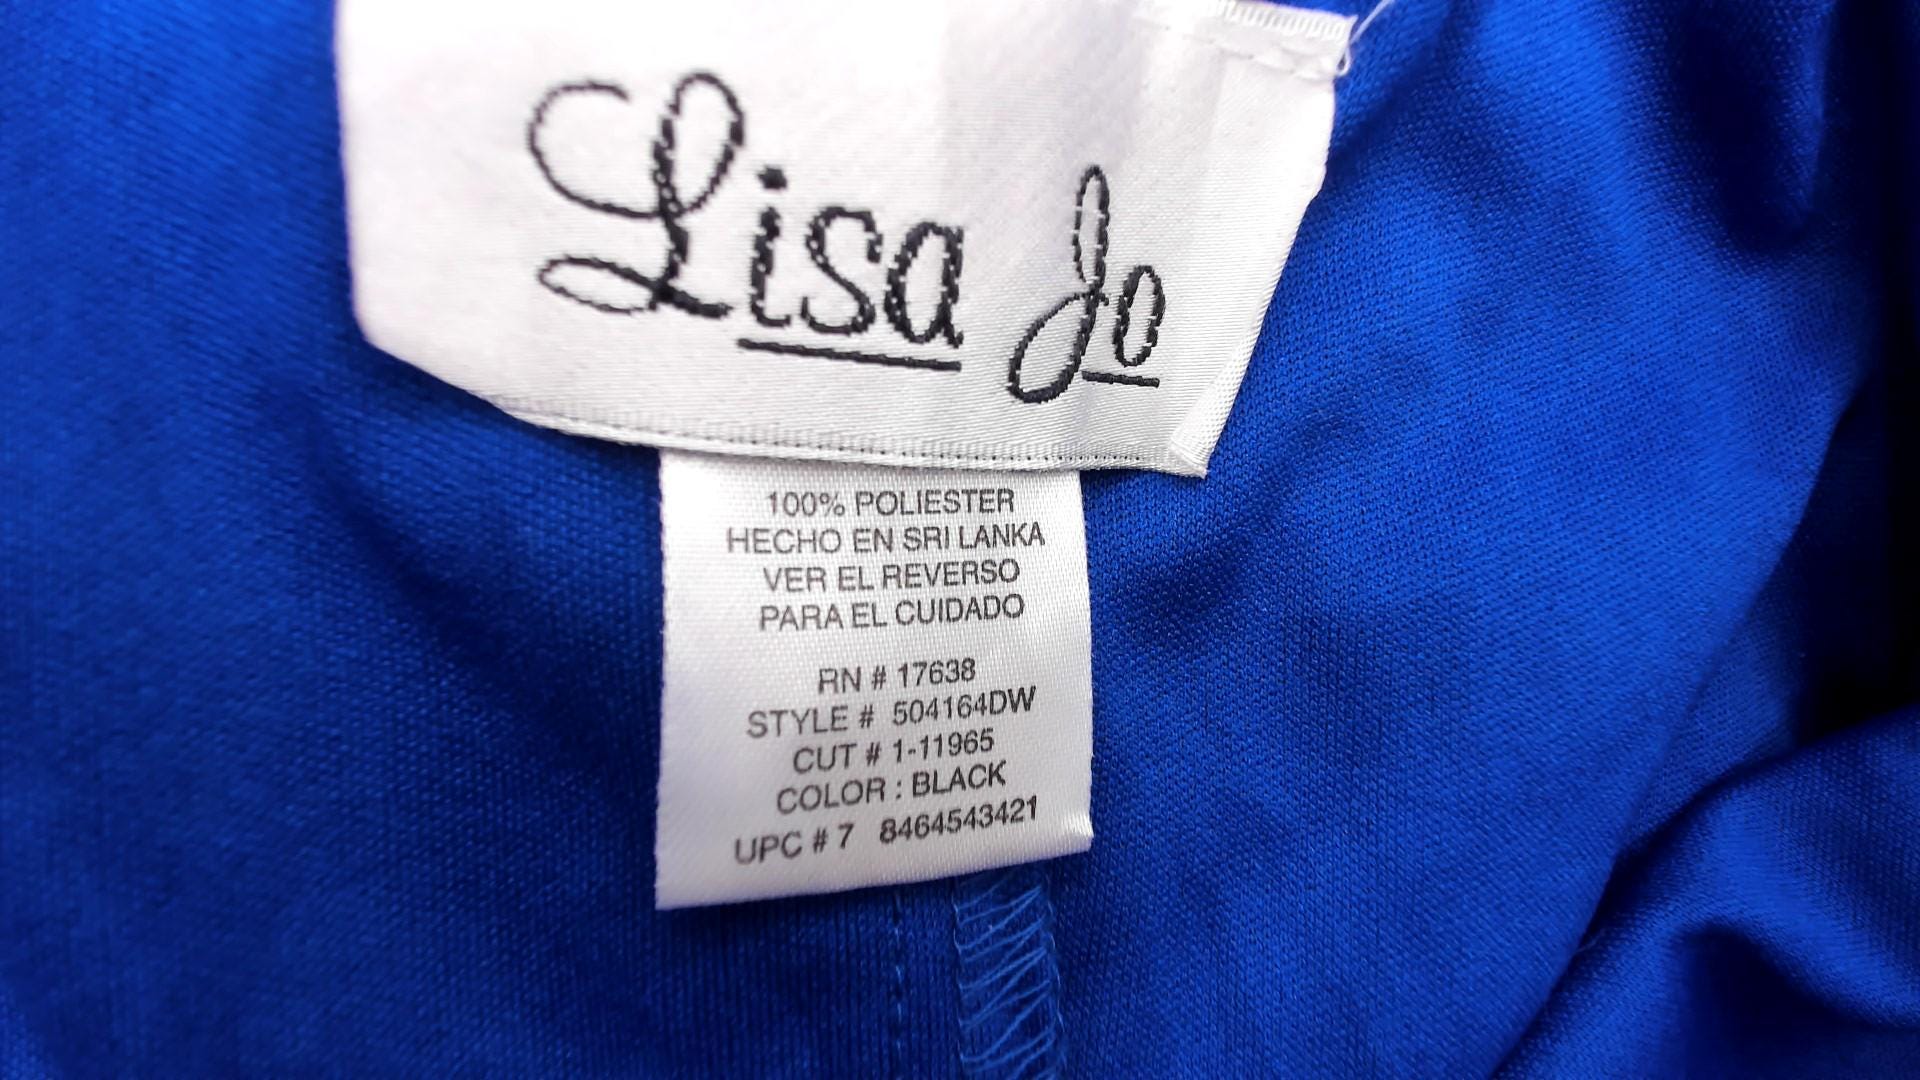 Lisa Jo
100% POLIESTER
HECHO EN SRI LANKA
VER EL REVERSO
PARA EL CUIDADO
RN # 17638
STYLE # 504164DW
CUT # 1-11965
COLOR : BLACK
UPC # 7 8464543421